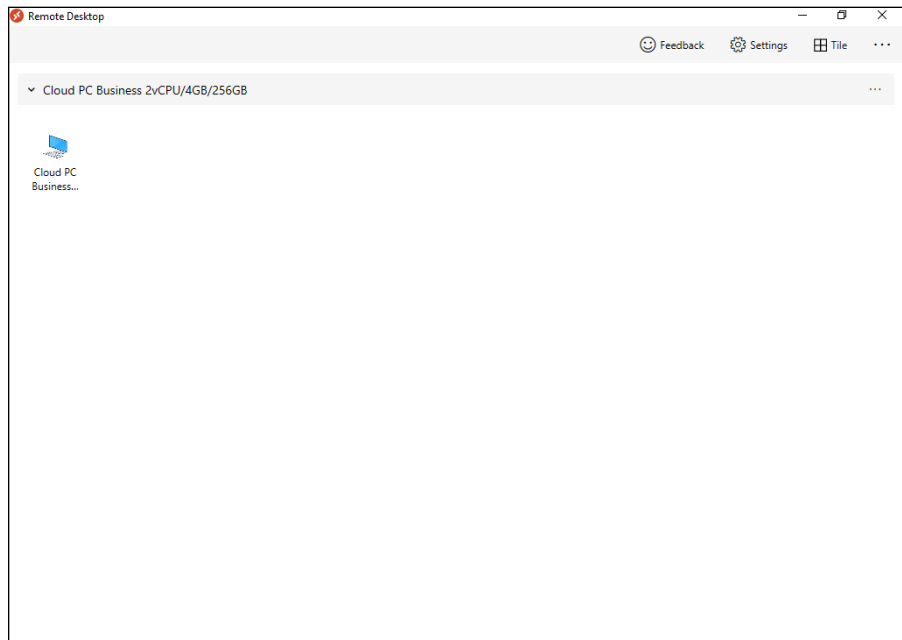 Remote Desktop
Feedback
Settings
Tile
...
Cloud PC Business 2vCPU/4GB/256GB
...
Cloud PC
Business...